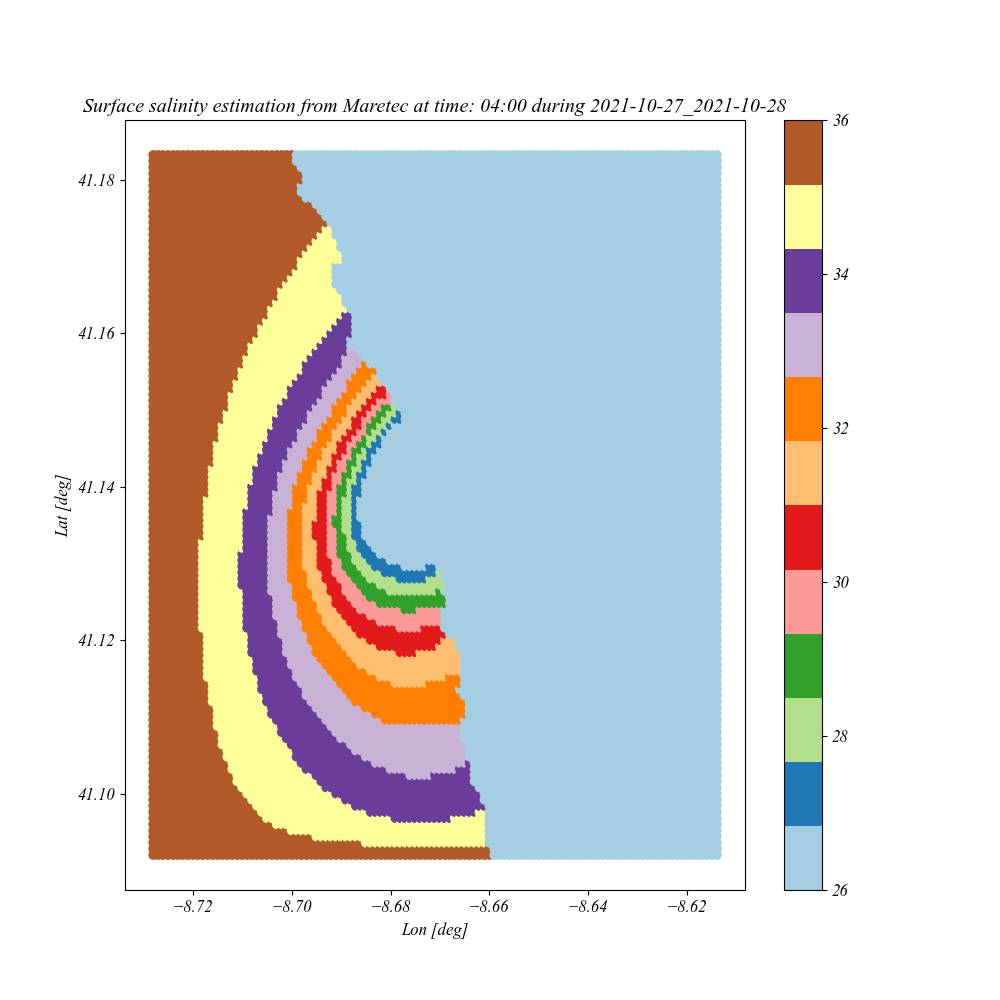 Surface salinity estimation from Maretec at time: 04:00 during 2021-10-27_2021-10-28
36
41.18
34
41.16
32
41.14
Lat [deg]
30
41.12
28
41.10
26
−8.72 −8.70 −8.68 −8.66 −8.64 −8.62
Lon [deg]